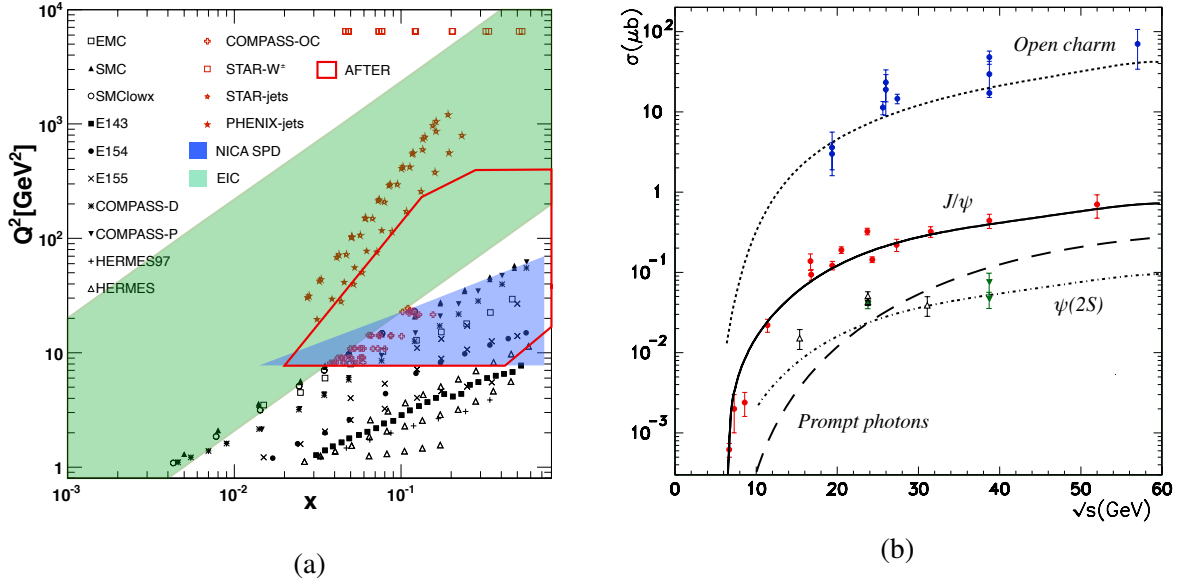 Q²[GeV²]
10⁴
10³
10²
10
1
10⁻³
10⁻²
10⁻¹
x
EMC
SMC
SMClowx
E143
E154
E155
COMPASS-D
COMPASS-P
HERMES97
HERMES
COMPASS-OC
STAR-W±
STAR-jets
PHENIX-jets
NICA SPD
EIC
AFTER
(a)
σ(μb)
10²
10
1
10⁻¹
10⁻²
10⁻³
0
10
20
30
40
50
60
√s(GeV)
Open charm
J/ψ
ψ(2S)
Prompt photons
(b)